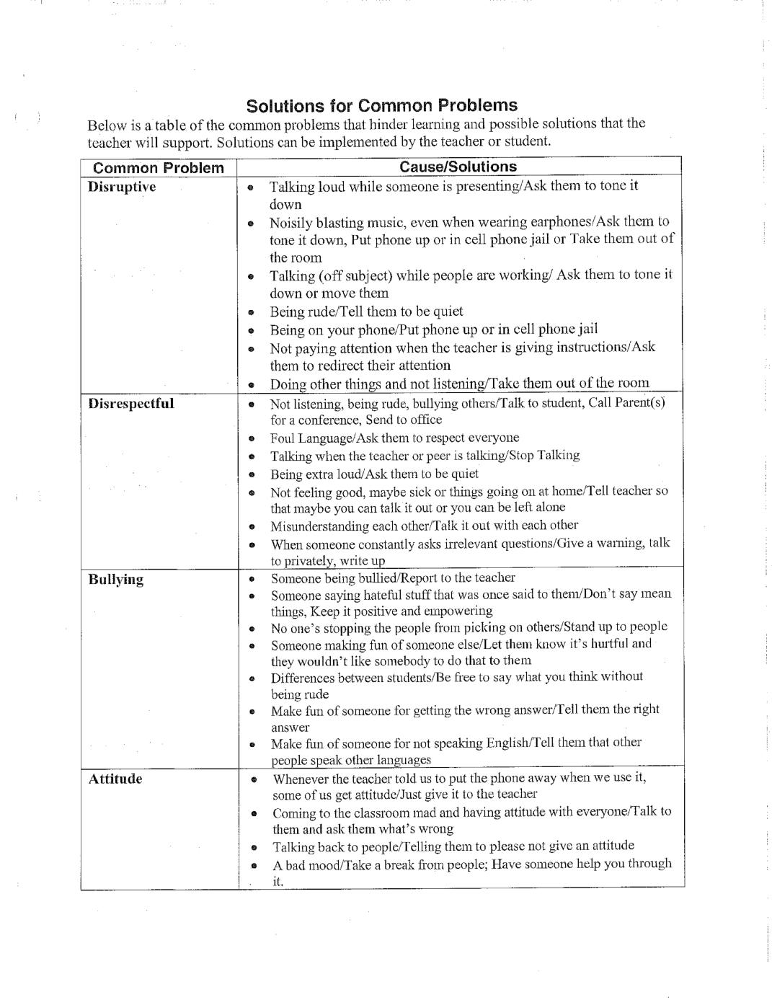 Solutions for Common Problems
Below is a table of the common problems that hinder learning and possible solutions that the
teacher will support. Solutions can be implemented by the teacher or student.
Common Problem
Cause/Solutions
Disruptive
• Talking loud while someone is presenting/Ask them to tone it
down
• Noisily blasting music, even when wearing earphones/Ask them to
tone it down, Put phone up or in cell phone jail or Take them out of
the room
• Talking (off subject) while people are working/ Ask them to tone it
down or move them
• Being rude/Tell them to be quiet
• Being on your phone/Put phone up or in cell phone jail
• Not paying attention when the teacher is giving instructions/Ask
them to redirect their attention
• Doing other things and not listening/Take them out of the room
Disrespectful
• Not listening, being rude, bullying others/Talk to student, Call Parent(s)
for a conference, Send to office
• Foul Language/Ask them to respect everyone
• Talking when the teacher or peer is talking/Stop Talking
• Being extra loud/Ask them to be quiet
• Not feeling good, maybe sick or things going on at home/Tell teacher so
that maybe you can talk it out or you can be left alone
• Misunderstanding each other/Talk it out with each other
• When someone constantly asks irrelevant questions/Give a warning, talk
to privately, write up
Bullying
• Someone being bullied/Report to the teacher
• Someone saying hateful stuff that was once said to them/Don't say mean
things, Keep it positive and empowering
• No one's stopping the people from picking on others/Stand up to people
• Someone making fun of someone else/Let them know it's hurtful and
they wouldn't like somebody to do that to them
• Differences between students/Be free to say what you think without
being rude
• Make fun of someone for getting the wrong answer/Tell them the right
answer
• Make fun of someone for not speaking English/Tell them that other
people speak other languages
Attitude
• Whenever the teacher told us to put the phone away when we use it,
some of us get attitude/Just give it to the teacher
• Coming to the classroom mad and having attitude with everyone/Talk to
them and ask them what's wrong
• Talking back to people/Telling them to please not give an attitude
• A bad mood/Take a break from people; Have someone help you through
it.